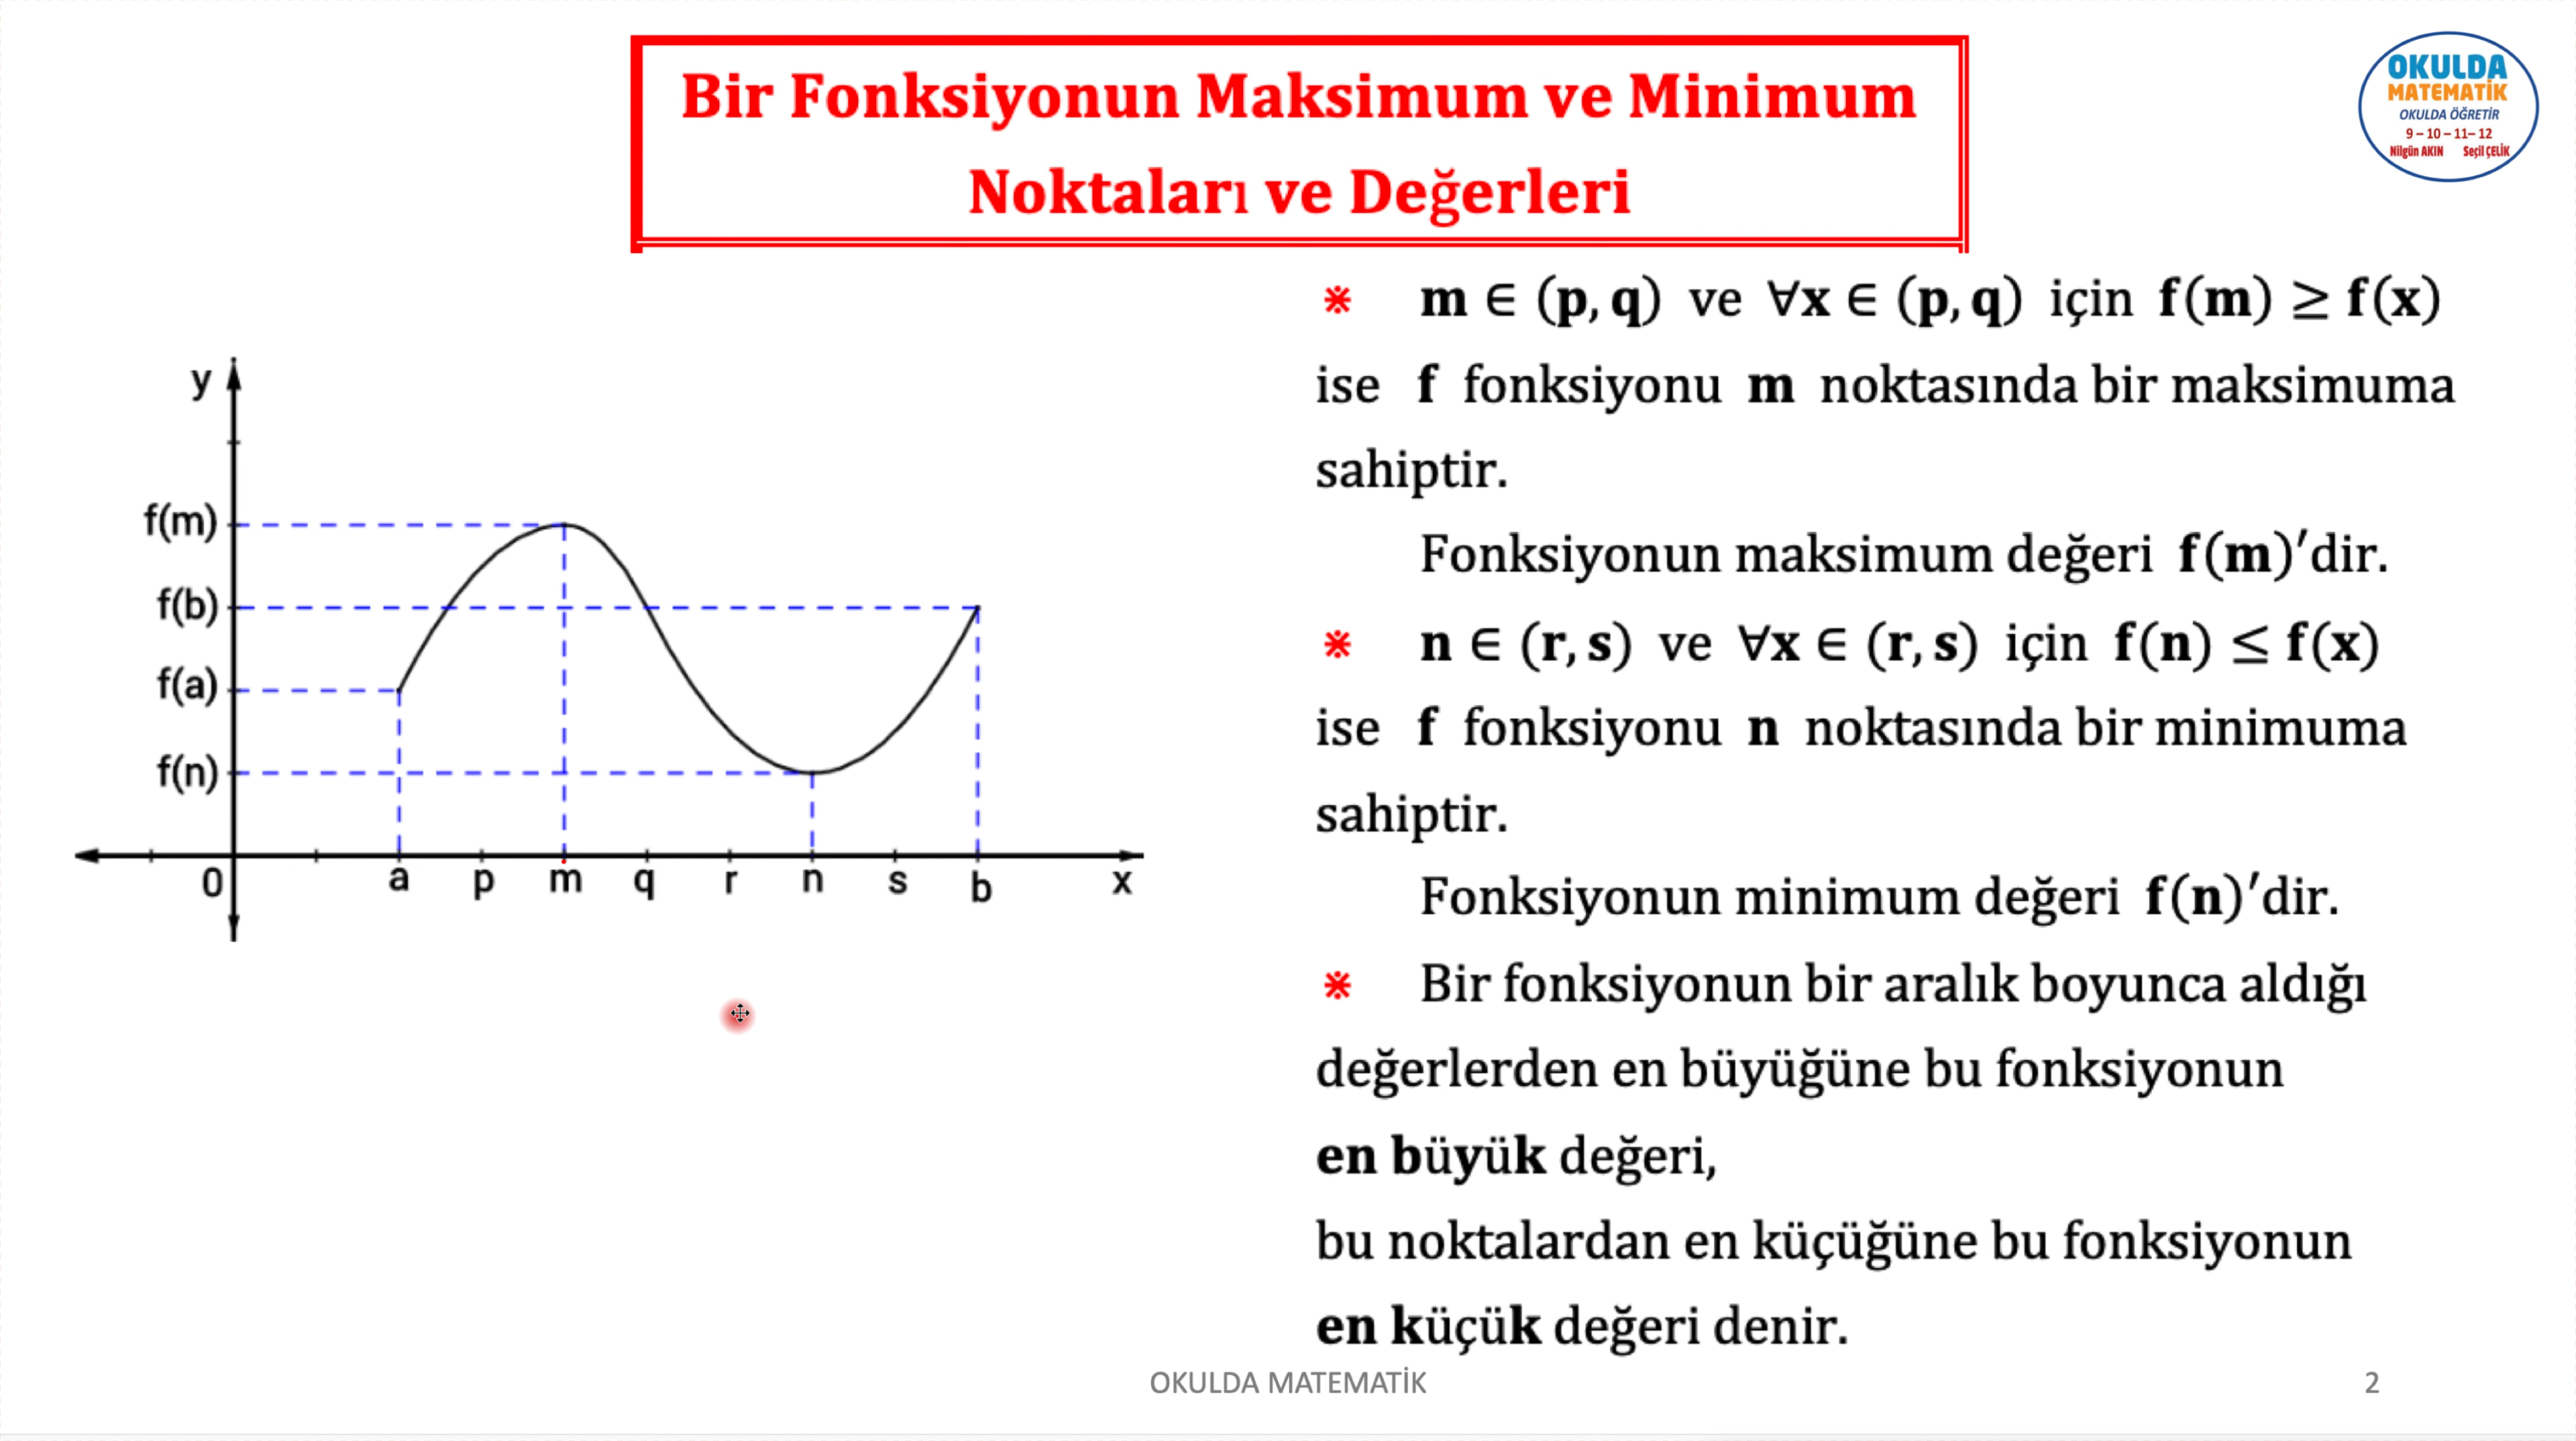 Bir Fonksiyonun Maksimum ve Minimum
Noktaları ve Değerleri
OKULDA
MATEMATİK
OKULDA ÖĞRETİR
9 – 10 – 11– 12
Nilgün AKIN Seçil ÇELİK
y
f(m)
f(b)
f(a)
f(n)
0 a p m q r n s b x
※ m ∈ (p, q) ve ∀x ∈ (p, q) için f(m) ≥ f(x)
ise f fonksiyonu m noktasında bir maksimuma
sahiptir.
Fonksiyonun maksimum değeri f(m)′dir.
※ n ∈ (r, s) ve ∀x ∈ (r, s) için f(n) ≤ f(x)
ise f fonksiyonu n noktasında bir minimuma
sahiptir.
Fonksiyonun minimum değeri f(n)′dir.
※ Bir fonksiyonun bir aralık boyunca aldığı
değerlerden en büyüğüne bu fonksiyonun
en büyük değeri,
bu noktalardan en küçüğüne bu fonksiyonun
en küçük değeri denir.
OKULDA MATEMATİK
2